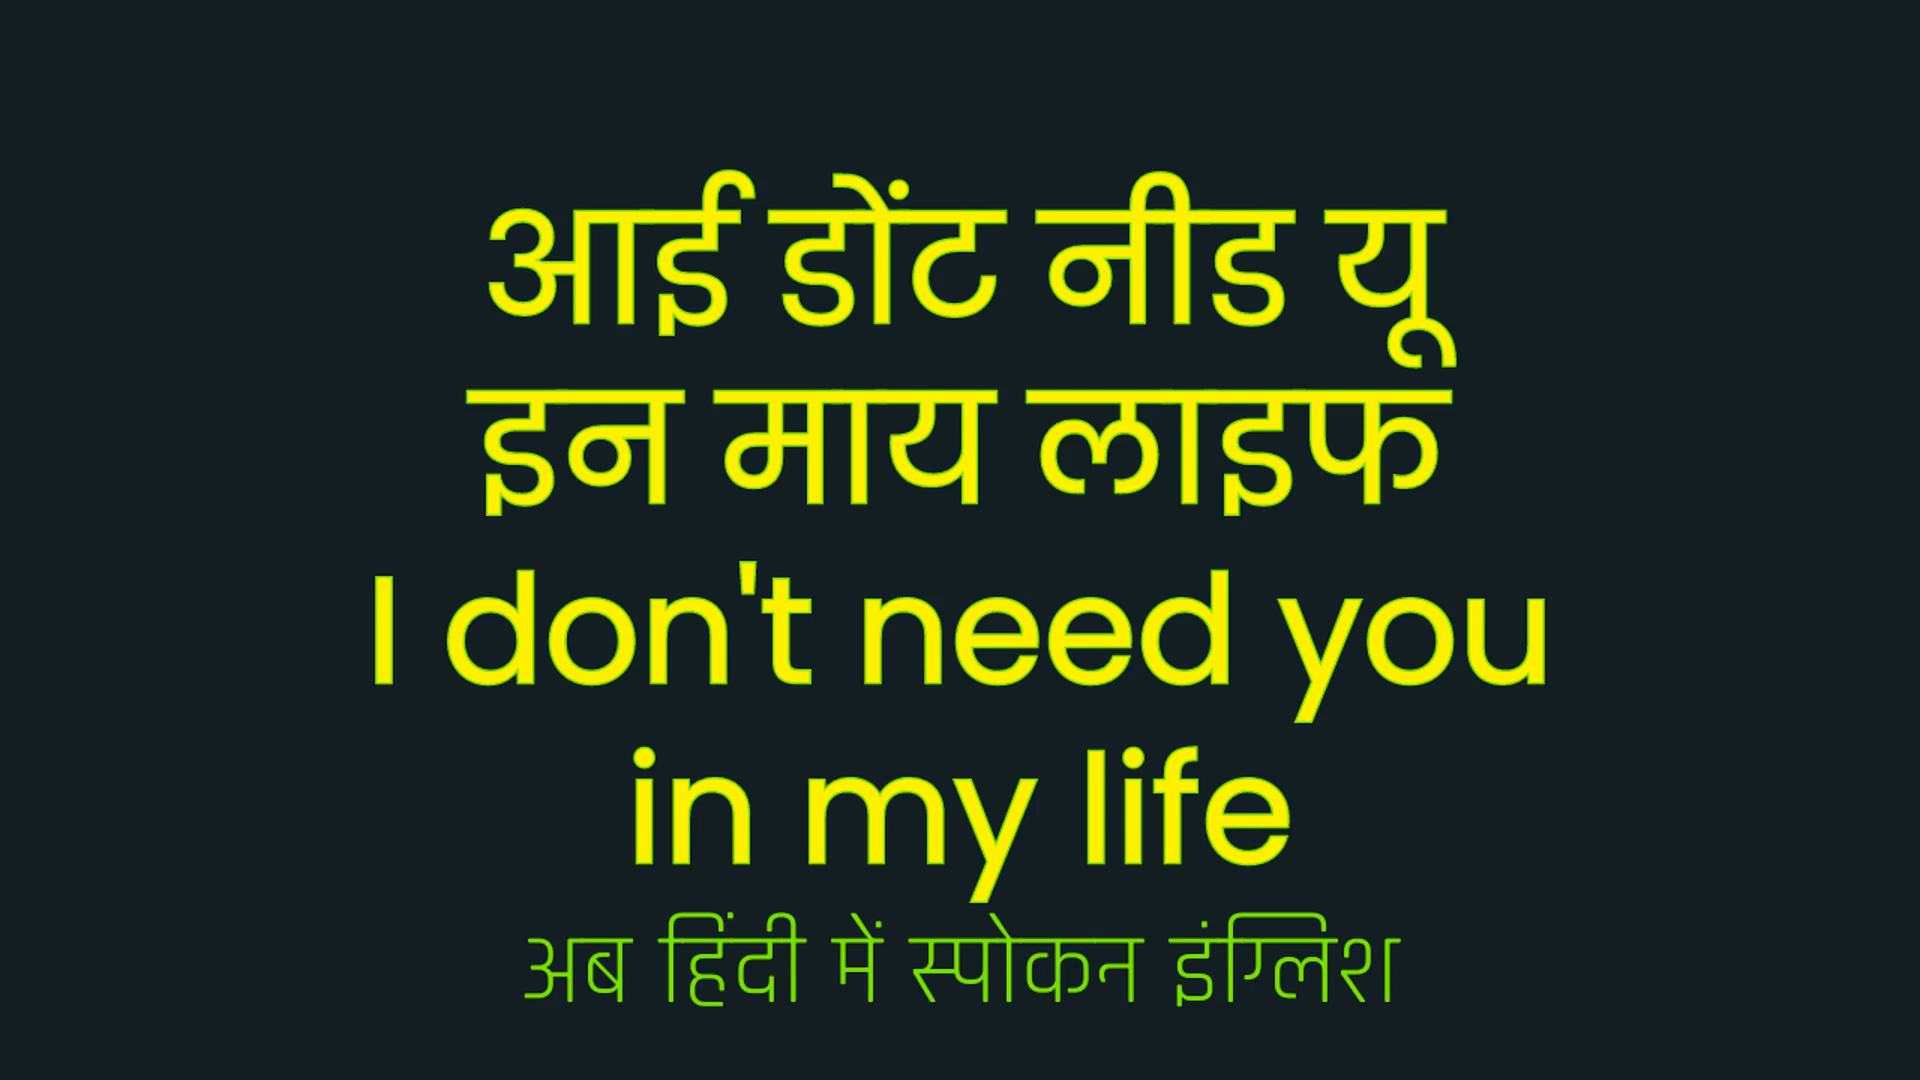 आई डोंट नीड यू
इन माय लाइफ
I don't need you
in my life
अब हिंदी में स्पोकन इंग्लिश